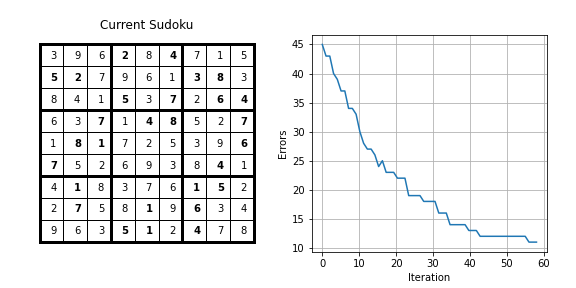 Current Sudoku
3 9 6 2 8 4 7 1 5
5 2 7 9 6 1 3 8 3
8 4 1 5 3 7 2 6 4
6 3 7 1 4 8 5 2 7
1 8 1 7 2 5 3 9 6
7 5 2 6 9 3 8 4 1
4 1 8 3 7 6 1 5 2
2 7 5 8 1 9 6 3 4
9 6 3 5 1 2 4 7 8
45
40
35
30
25
20
15
10
Errors
0 10 20 30 40 50 60
Iteration